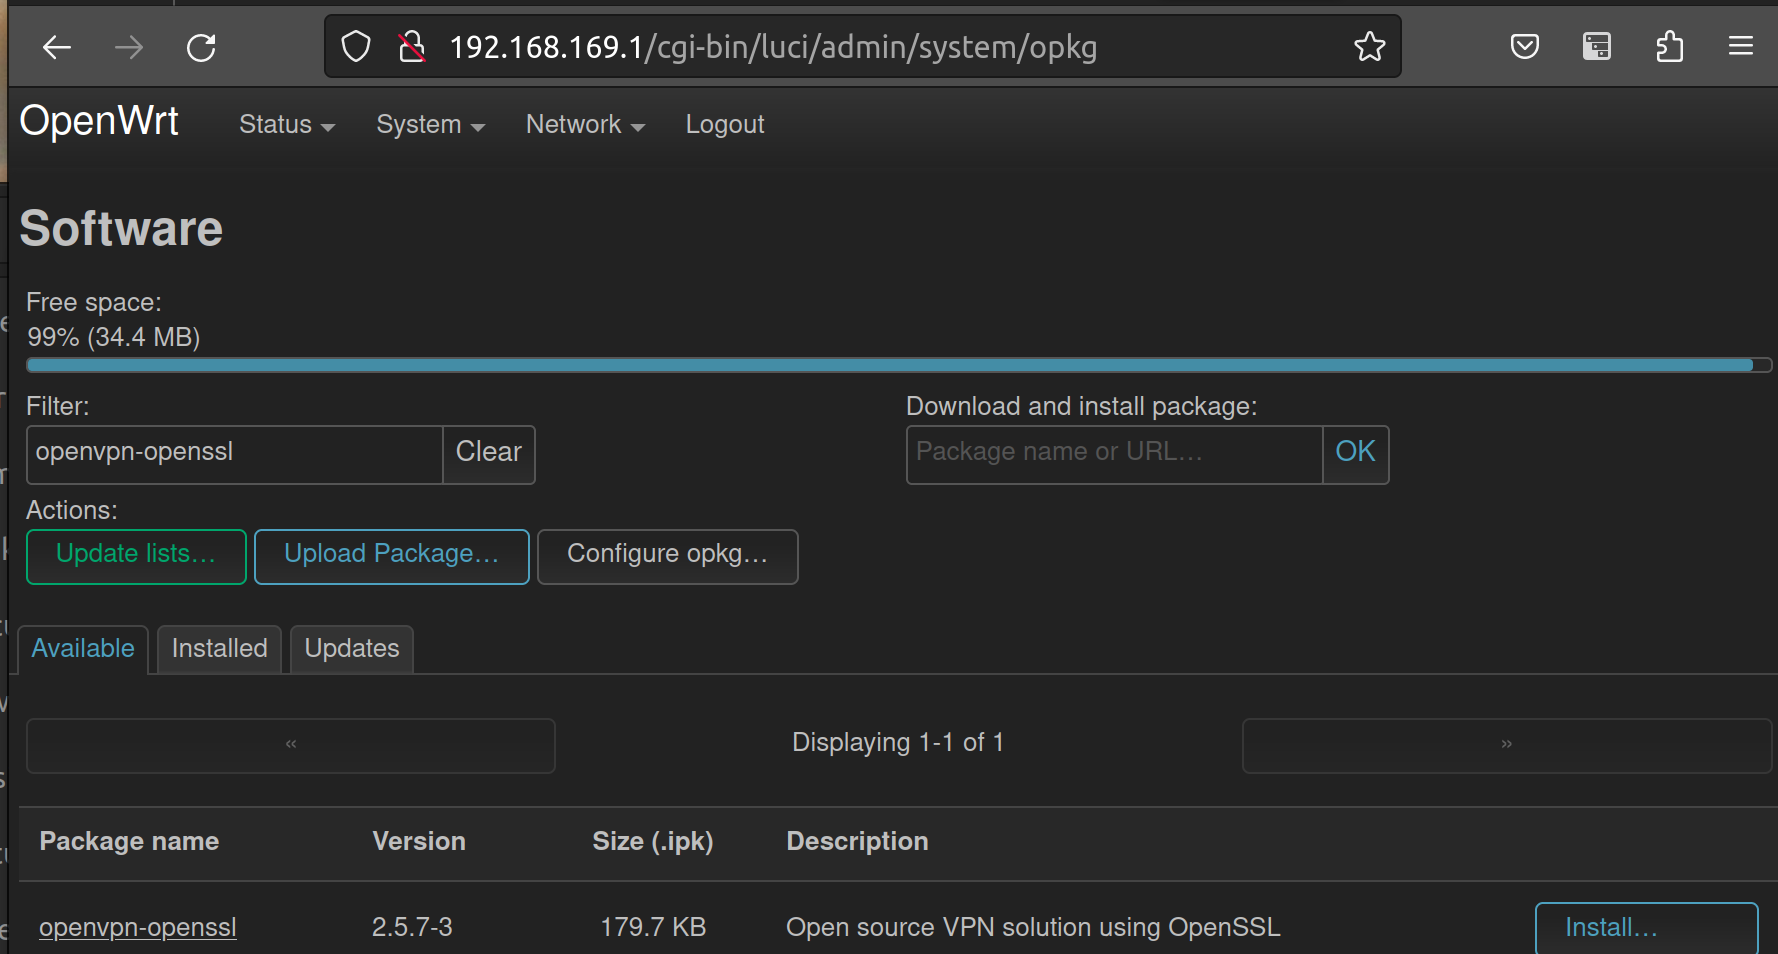 192.168.169.1/cgi-bin/luci/admin/system/opkg
OpenWrt Status System Network Logout
Software
Free space:
99% (34.4 MB)
Filter: Download and install package:
openvpn-openssl Clear Package name or URL... OK
Actions:
Update lists... Upload Package... Configure opkg...
Available Installed Updates
« Displaying 1-1 of 1 »
Package name Version Size (.ipk) Description
openvpn-openssl 2.5.7-3 179.7 KB Open source VPN solution using OpenSSL Install...